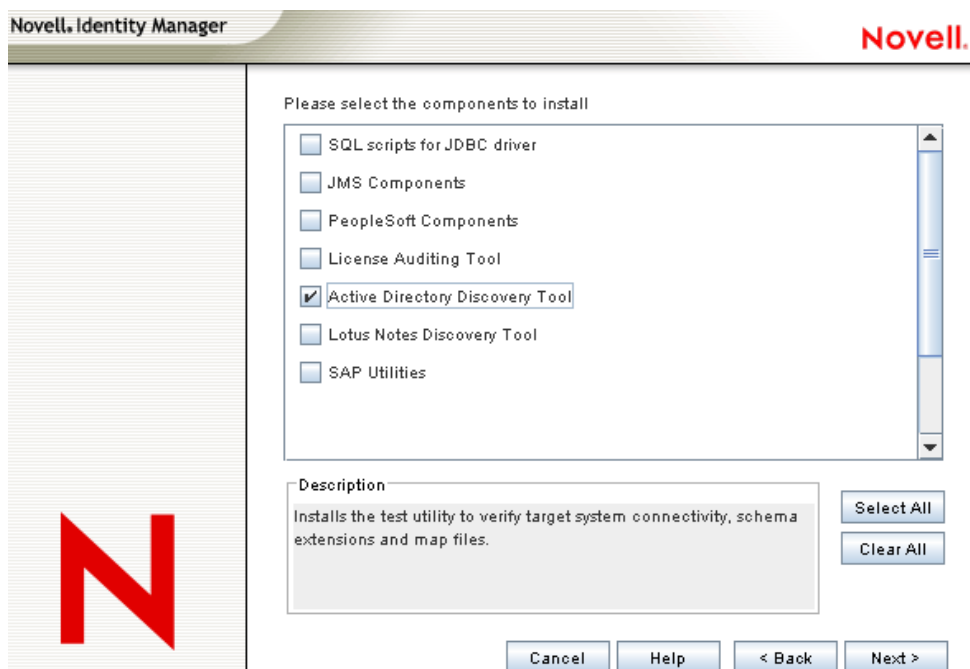 Novell. Identity Manager
Novell.
Please select the components to install
SQL scripts for JDBC driver
JMS Components
PeopleSoft Components
License Auditing Tool
Active Directory Discovery Tool
Lotus Notes Discovery Tool
SAP Utilities
Description
Installs the test utility to verify target system connectivity, schema
extensions and map files.
Select All
Clear All
N
Cancel
Help
< Back
Next >